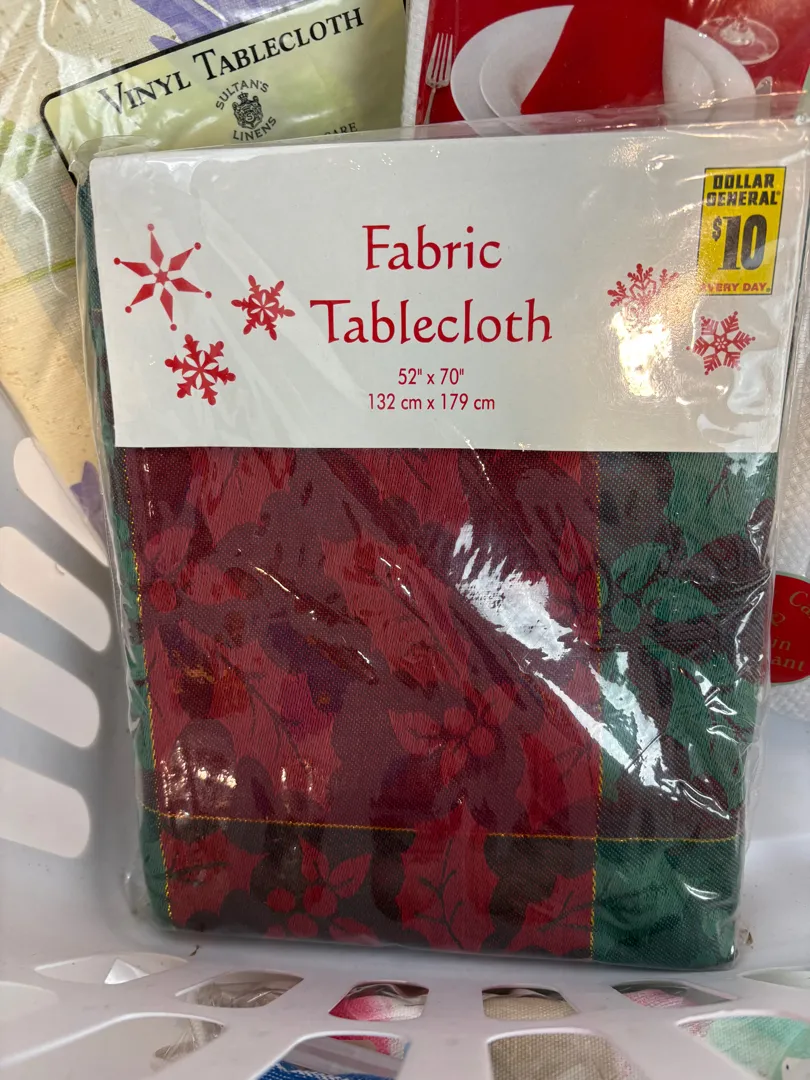 VINYL TABLECLOTH
SULTAN'S
LINENS
DOLLAR
GENERAL®
$10
EVERY DAY.
Fabric
Tablecloth
52" x 70"
132 cm x 179 cm